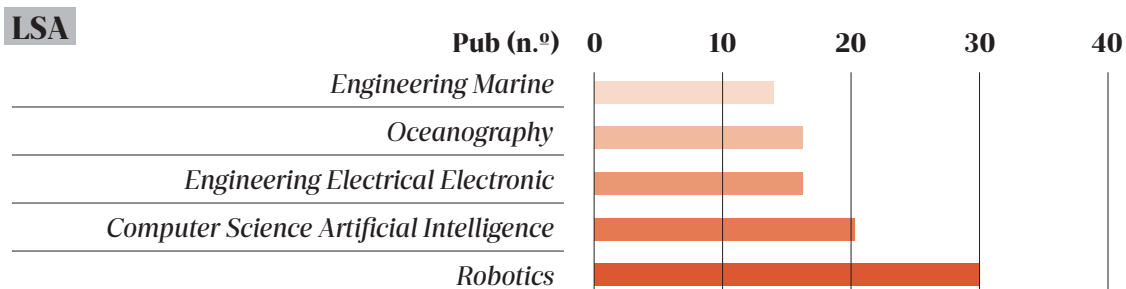 LSA
Pub (n.º) 0 10 20 30 40
Engineering Marine
Oceanography
Engineering Electrical Electronic
Computer Science Artificial Intelligence
Robotics